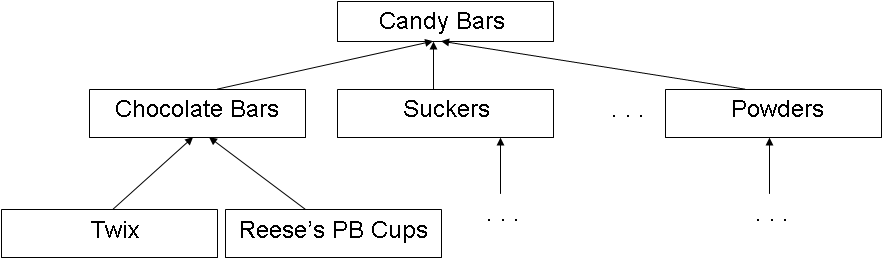 Candy Bars
Chocolate Bars
Suckers
. . .
Powders
Twix
Reese’s PB Cups
. . .
. . .